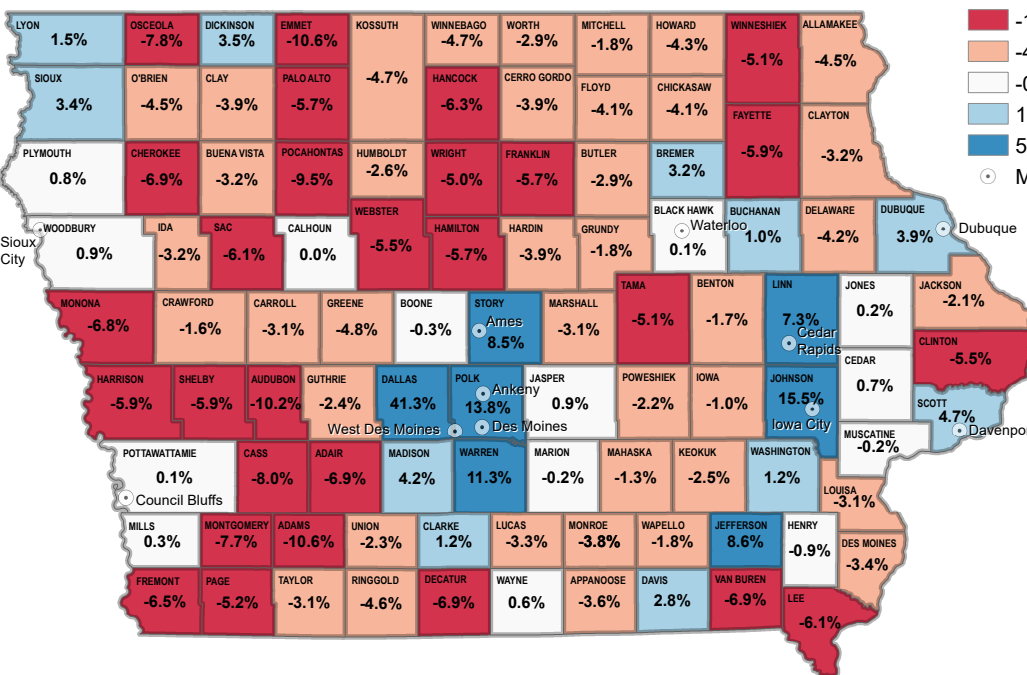 LYON
1.5%
OSCEOLA
-7.8%
DICKINSON
3.5%
EMMET
-10.6%
KOSSUTH
-4.7%
WINNEBAGO
-4.7%
WORTH
-2.9%
MITCHELL
-1.8%
HOWARD
-4.3%
WINNESHIEK
-5.1%
ALLAMAKEE
-4.5%
SIOUX
3.4%
O'BRIEN
-4.5%
CLAY
-3.9%
PALO ALTO
-5.7%
HANCOCK
-6.3%
CERRO GORDO
-3.9%
FLOYD
-4.1%
CHICKASAW
-4.1%
FAYETTE
-5.9%
CLAYTON
-3.2%
PLYMOUTH
0.8%
CHEROKEE
-6.9%
BUENA VISTA
-3.2%
POCAHONTAS
-9.5%
HUMBOLDT
-2.6%
WRIGHT
-5.0%
FRANKLIN
-5.7%
BUTLER
-2.9%
BREMER
3.2%
WOODBURY
0.9%
Sioux
City
IDA
-3.2%
SAC
-6.1%
CALHOUN
0.0%
WEBSTER
-5.5%
HAMILTON
-5.7%
HARDIN
-3.9%
GRUNDY
-1.8%
BLACK HAWK
Waterloo
0.1%
BUCHANAN
1.0%
DELAWARE
-4.2%
DUBUQUE
3.9%
Dubuque
MONONA
-6.8%
CRAWFORD
-1.6%
CARROLL
-3.1%
GREENE
-4.8%
BOONE
-0.3%
STORY
Ames
8.5%
MARSHALL
-3.1%
TAMA
-5.1%
BENTON
-1.7%
LINN
7.3%
Cedar
Rapids
JONES
0.2%
JACKSON
-2.1%
CLINTON
-5.5%
HARRISON
-5.9%
SHELBY
-5.9%
AUDUBON
-10.2%
GUTHRIE
-2.4%
DALLAS
41.3%
West Des Moines
POLK
Ankeny
13.8%
Des Moines
JASPER
0.9%
POWESHIEK
-2.2%
IOWA
-1.0%
JOHNSON
15.5%
Iowa City
CEDAR
0.7%
SCOTT
4.7%
MUSCATINE
-0.2%
POTTAWATTAMIE
0.1%
Council Bluffs
CASS
-8.0%
ADAIR
-6.9%
MADISON
4.2%
WARREN
11.3%
MARION
-0.2%
MAHASKA
-1.3%
KEOKUK
-2.5%
WASHINGTON
1.2%
LOUISA
-3.1%
MILLS
0.3%
MONTGOMERY
-7.7%
ADAMS
-10.6%
UNION
-2.3%
CLARKE
1.2%
LUCAS
-3.3%
MONROE
-3.8%
WAPELLO
-1.8%
JEFFERSON
8.6%
HENRY
-0.9%
DES MOINES
-3.4%
FREMONT
-6.5%
PAGE
-5.2%
TAYLOR
-3.1%
RINGGOLD
-4.6%
DECATUR
-6.9%
WAYNE
0.6%
APPANOOSE
-3.6%
DAVIS
2.8%
VAN BUREN
-6.9%
LEE
-6.1%